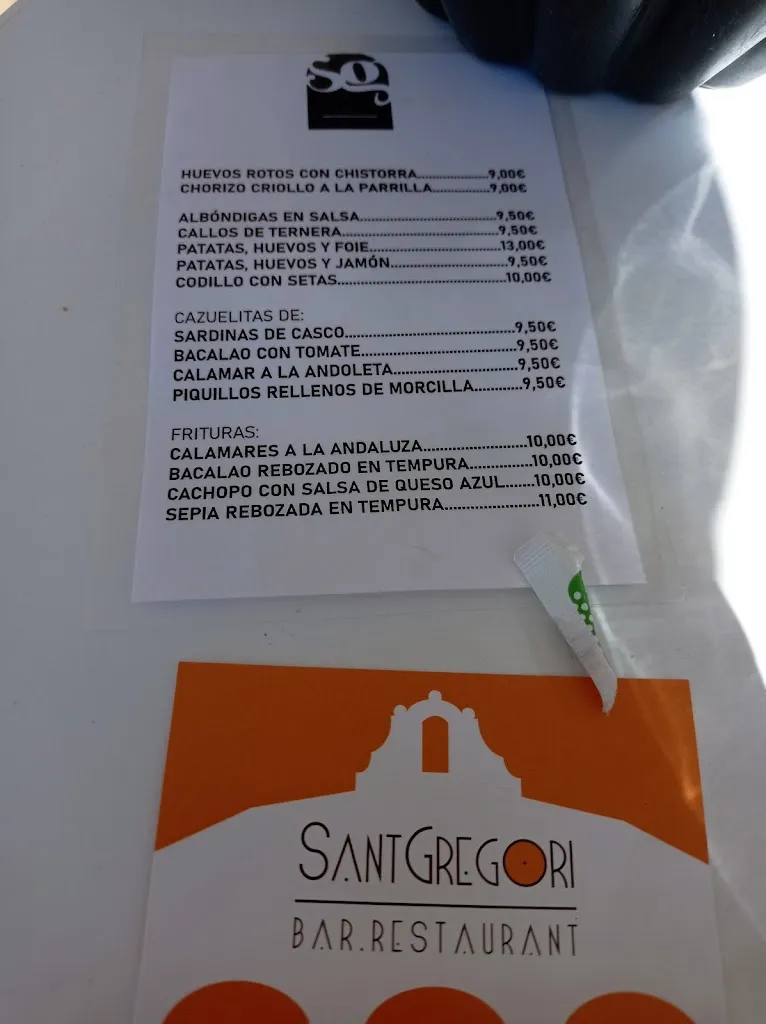 sg
HUEVOS ROTOS CON CHISTORRA..................9,00€
CHORIZO CRIOLLO A LA PARRILLA..............9,00€
ALBÓNDIGAS EN SALSA...............................9,50€
CALLOS DE TERNERA...................................9,50€
PATATAS, HUEVOS Y FOIE.............................13,00€
PATATAS, HUEVOS Y JAMÓN..........................9,50€
CODILLO CON SETAS.....................................10,00€
CAZUELITAS DE:
SARDINAS DE CASCO.....................................9,50€
BACALAO CON TOMATE..................................9,50€
CALAMAR A LA ANDOLETA............................9,50€
PIQUILLOS RELLENOS DE MORCILLA...........9,50€
FRITURAS:
CALAMARES A LA ANDALUZA.......................10,00€
BACALAO REBOZADO EN TEMPURA..............10,00€
CACHOPO CON SALSA DE QUESO AZUL.......10,00€
SEPIA REBOZADA EN TEMPURA.....................11,00€
SANTGREGORI
BAR.RESTAURANT